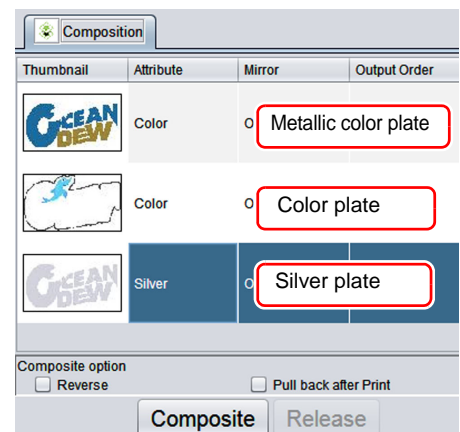 Composition
Thumbnail Attribute Mirror Output Order
OCEAN DEW Color O Metallic color plate
Color O Color plate
OCEAN DEW Silver O Silver plate
Composite option
Reverse Pull back after Print
Composite Release